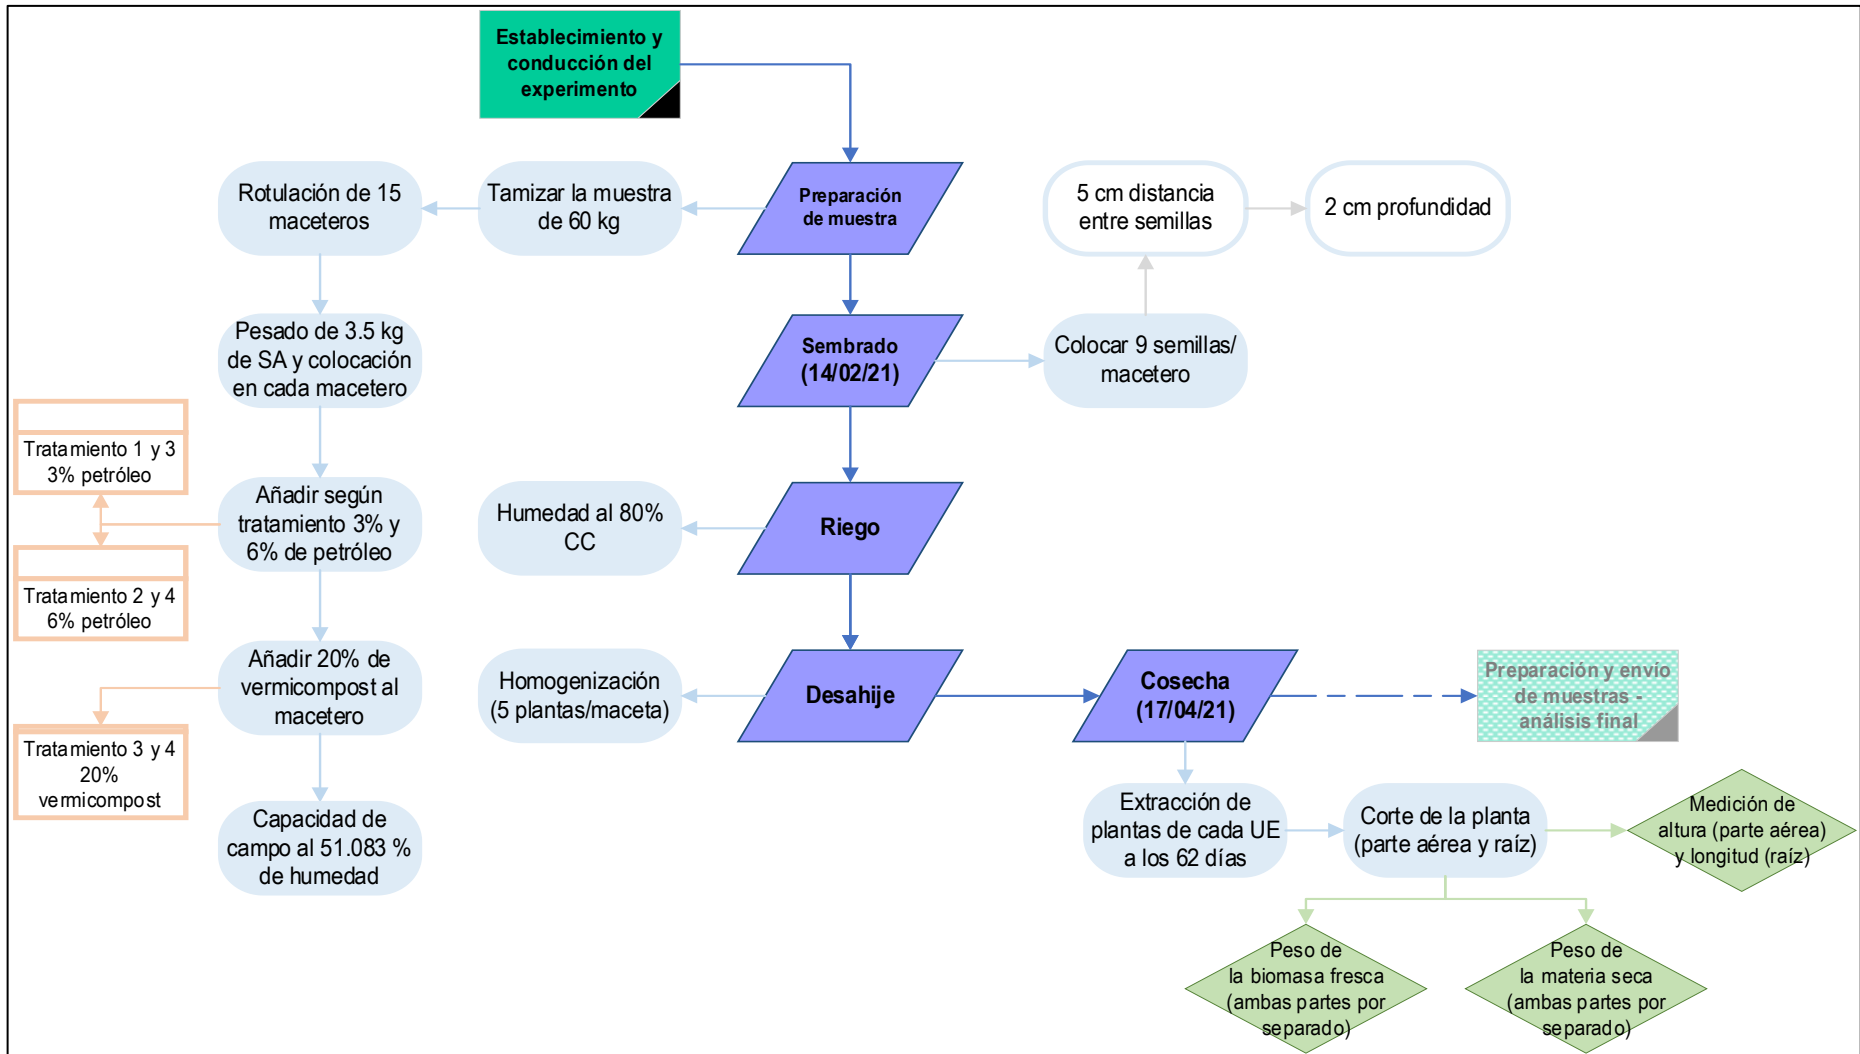 Establecimiento y
conducción del
experimento
Preparación
de muestra
Tamizar la muestra
de 60 kg
Rotulación de 15
maceteros
Pesado de 3.5 kg
de SA y colocación
en cada macetero
Añadir según
tratamiento 3% y
6% de petróleo
Tratamiento 1 y 3
3% petróleo
Tratamiento 2 y 4
6% petróleo
Añadir 20% de
vermicompost al
macetero
Tratamiento 3 y 4
20%
vermicompost
Capacidad de
campo al 51.083 %
de humedad
Sembrado
(14/02/21)
Colocar 9 semillas/
macetero
5 cm distancia
entre semillas
2 cm profundidad
Riego
Humedad al 80%
CC
Desahije
Homogenización
(5 plantas/maceta)
Cosecha
(17/04/21)
Preparación y envío
de muestras -
análisis final
Extracción de
plantas de cada UE
a los 62 días
Corte de la planta
(parte aérea y raíz)
Medición de
altura (parte aérea)
y longitud (raíz)
Peso de
la biomasa fresca
(ambas partes por
separado)
Peso de
la materia seca
(ambas partes por
separado)